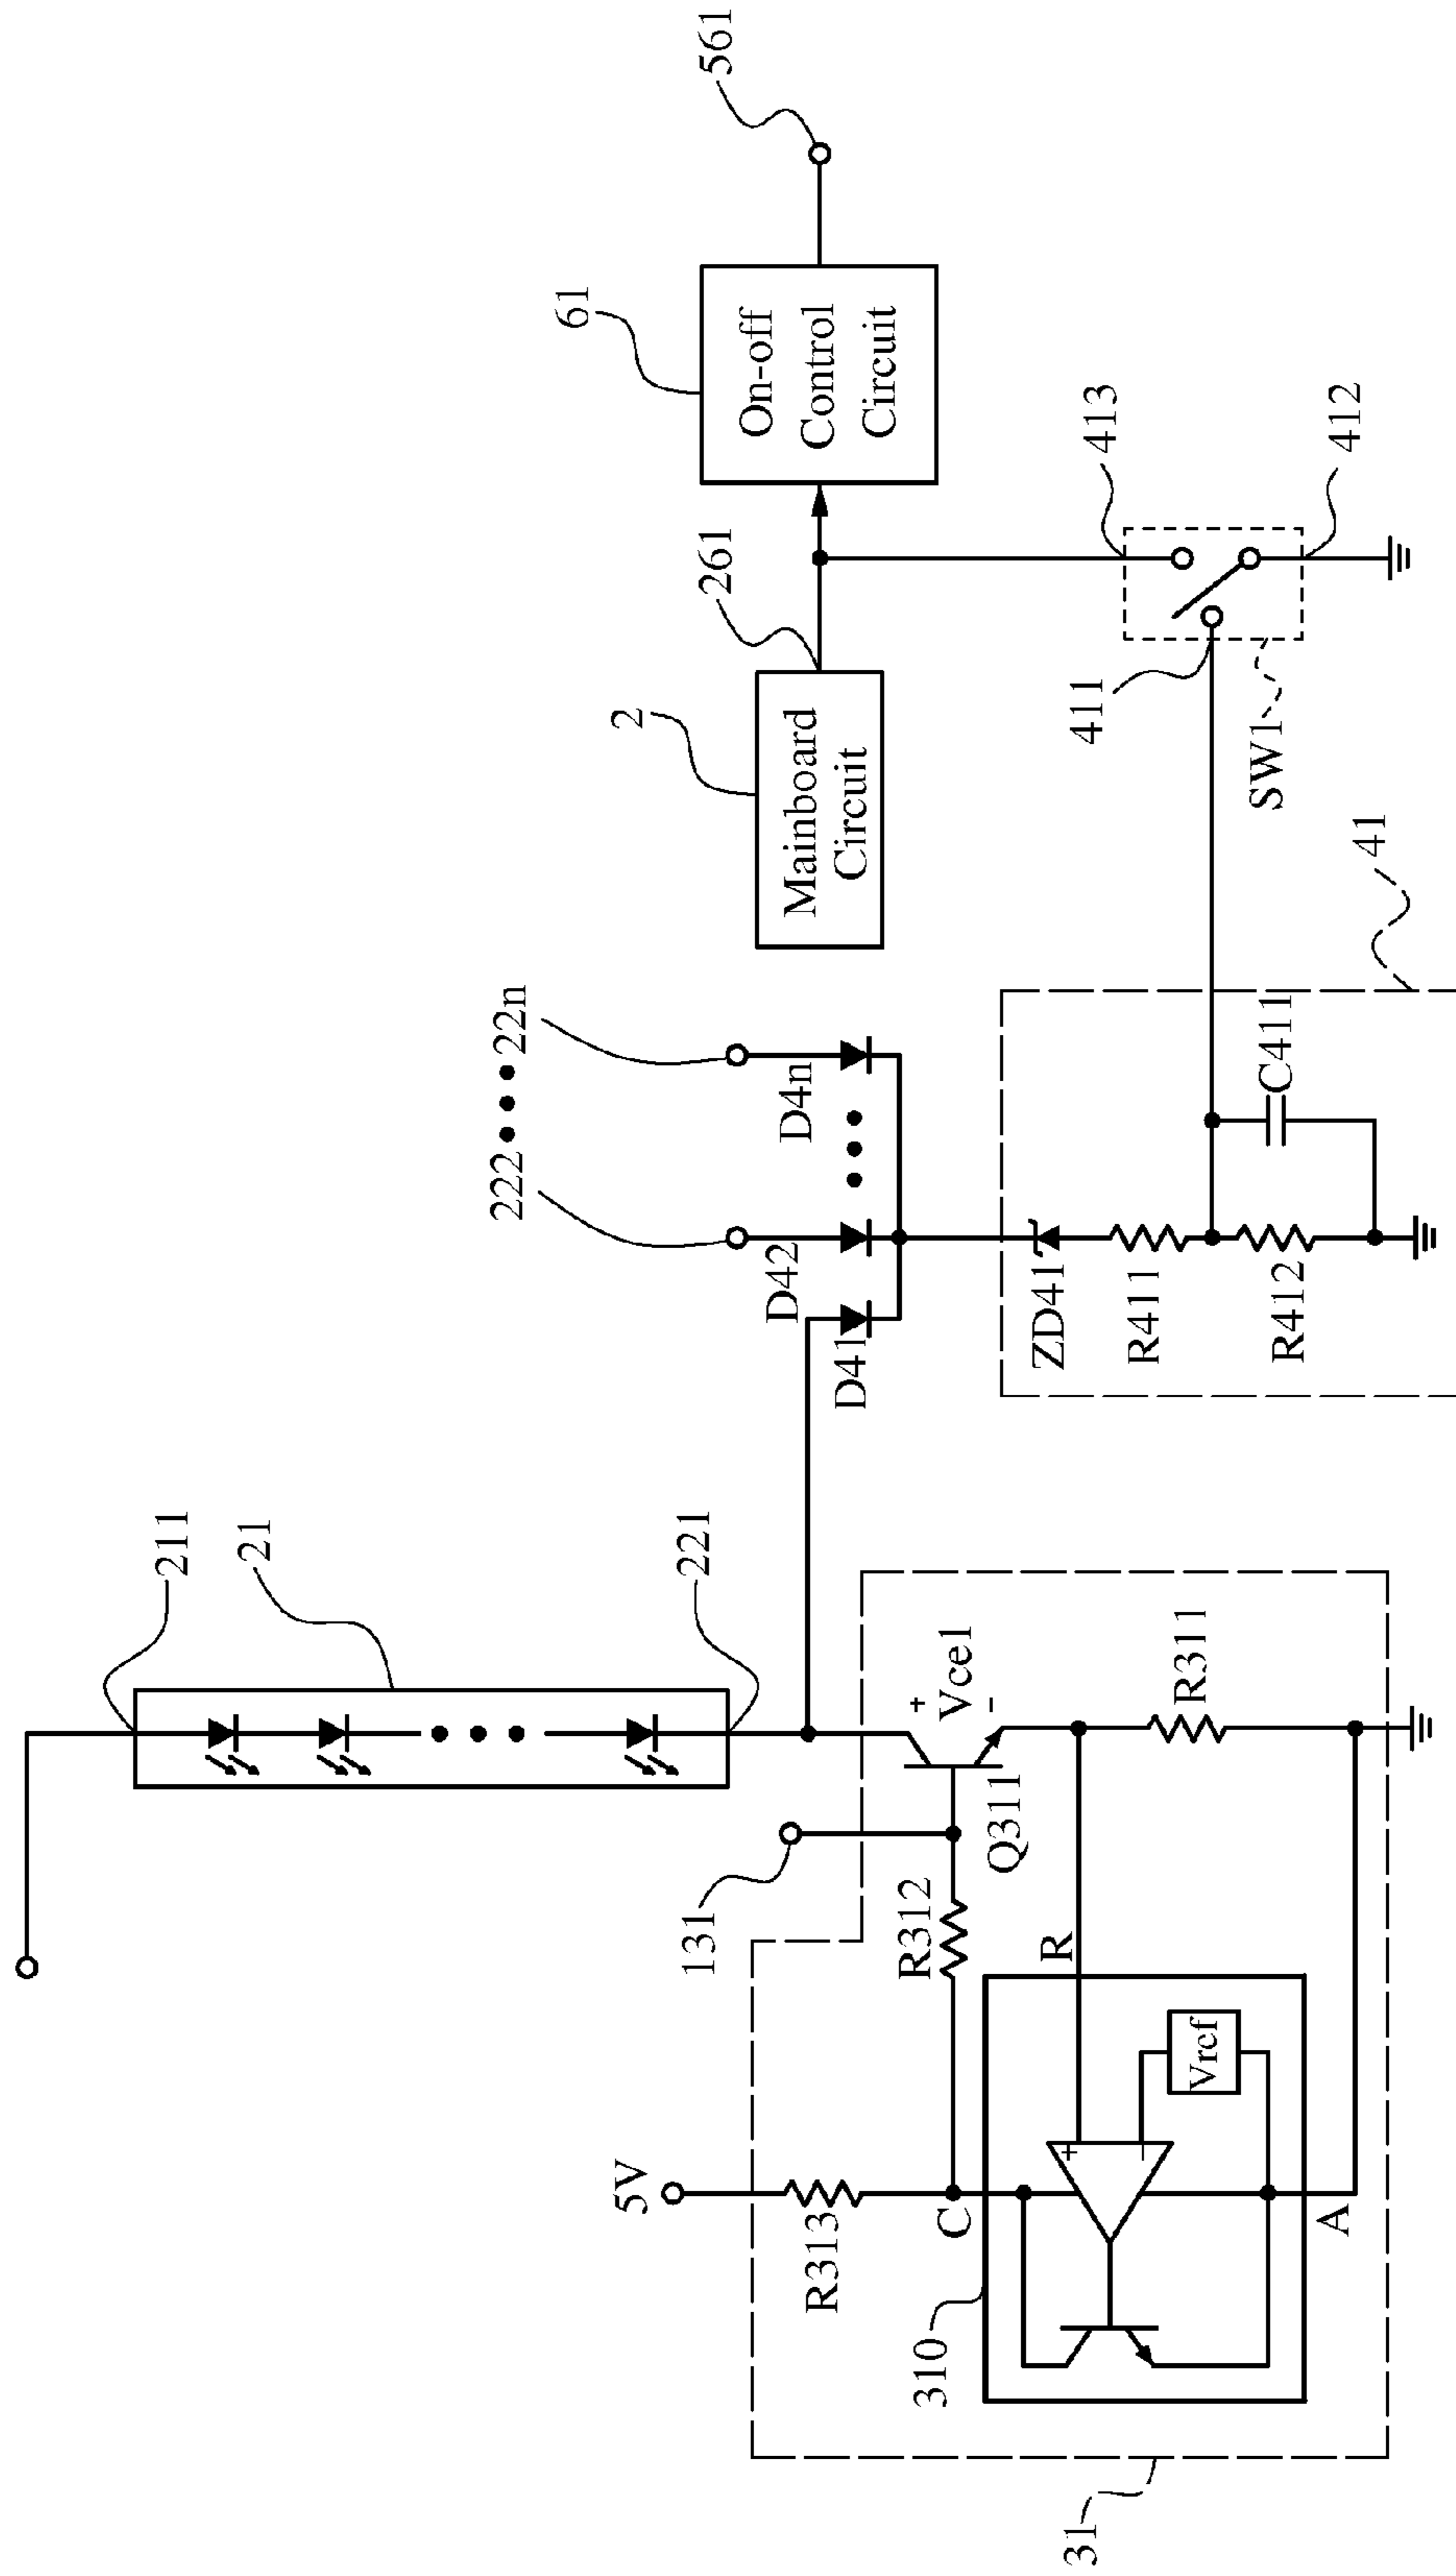 211
21
221
131
5V
R313
C
310
R312
R
Q311
+
Vce1
-
R311
+
-
Vref
A
31
222 ••• 22n
D41
D42
D4n
ZD41
R411
R412
C411
41
2
Mainboard
Circuit
261
61
On-off
Control
Circuit
561
411
413
412
SW1